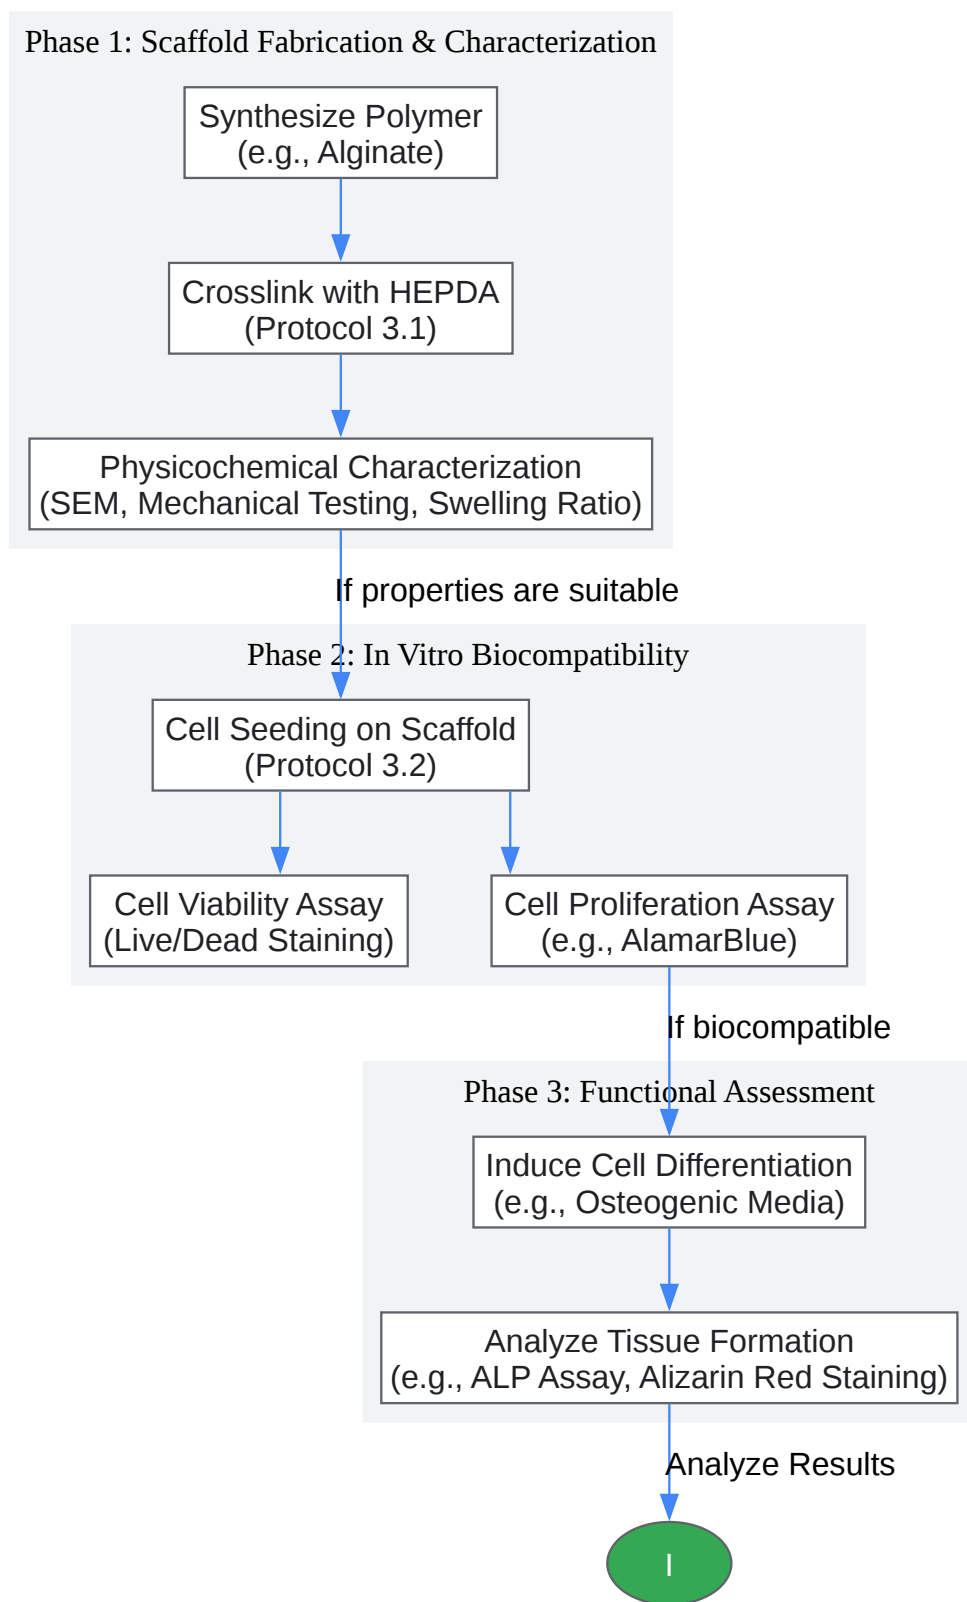 Phase 1: Scaffold Fabrication & Characterization
Synthesize Polymer
(e.g., Alginate)
Crosslink with HEPDA
(Protocol 3.1)
Physicochemical Characterization
(SEM, Mechanical Testing, Swelling Ratio)
If properties are suitable
Phase 2: In Vitro Biocompatibility
Cell Seeding on Scaffold
(Protocol 3.2)
Cell Viability Assay
(Live/Dead Staining)
Cell Proliferation Assay
(e.g., AlamarBlue)
If biocompatible
Phase 3: Functional Assessment
Induce Cell Differentiation
(e.g., Osteogenic Media)
Analyze Tissue Formation
(e.g., ALP Assay, Alizarin Red Staining)
Analyze Results
I